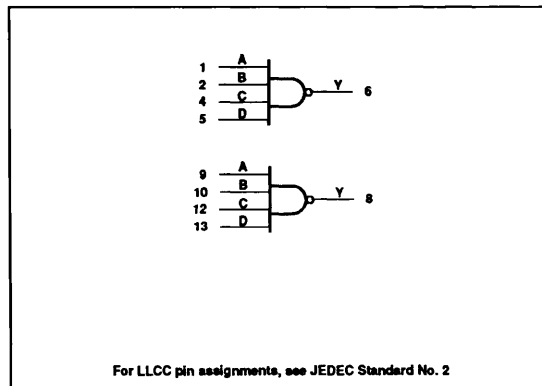 1 A
2 B
4 C
5 D
Y 6
9 A
10 B
12 C
13 D
Y 8
For LLCC pin assignments, see JEDEC Standard No. 2